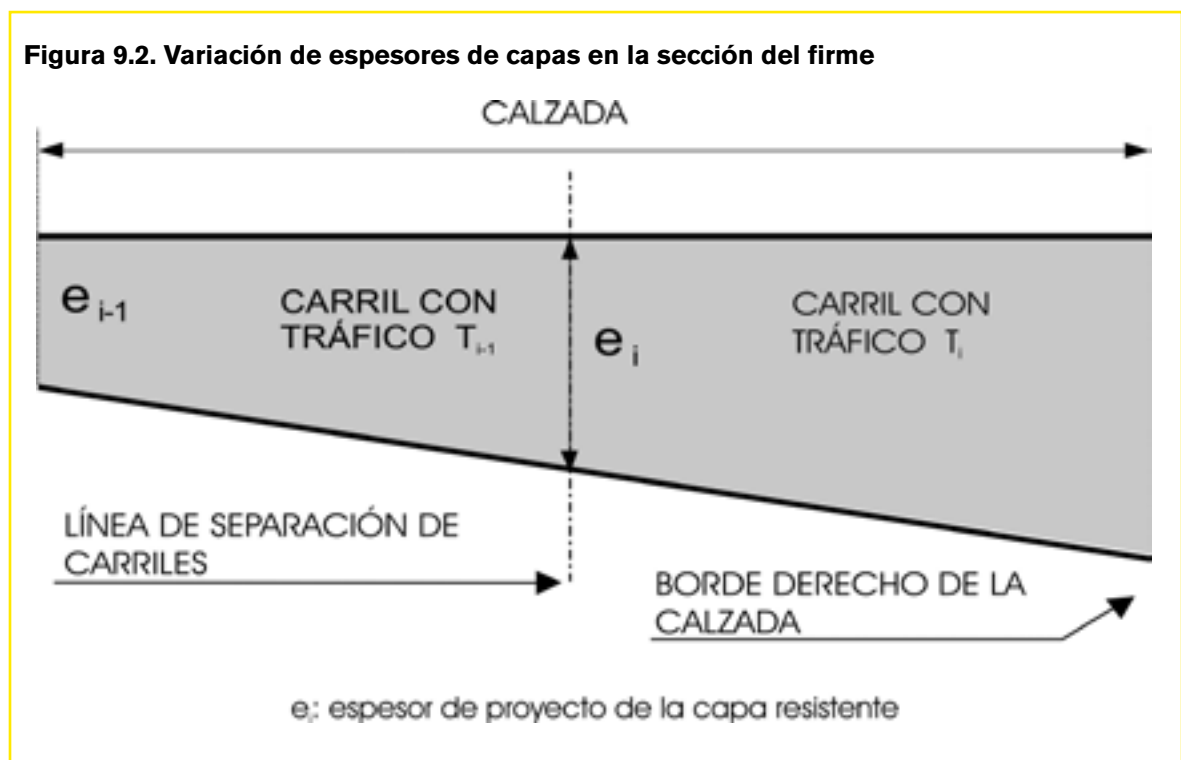 Figura 9.2. Variación de espesores de capas en la sección del firme
CALZADA
e i-1
CARRIL CON
TRÁFICO T i-1
e i
CARRIL CON
TRÁFICO T i
LÍNEA DE SEPARACIÓN DE
CARRILES
BORDE DERECHO DE LA
CALZADA
e i: espesor de proyecto de la capa resistente